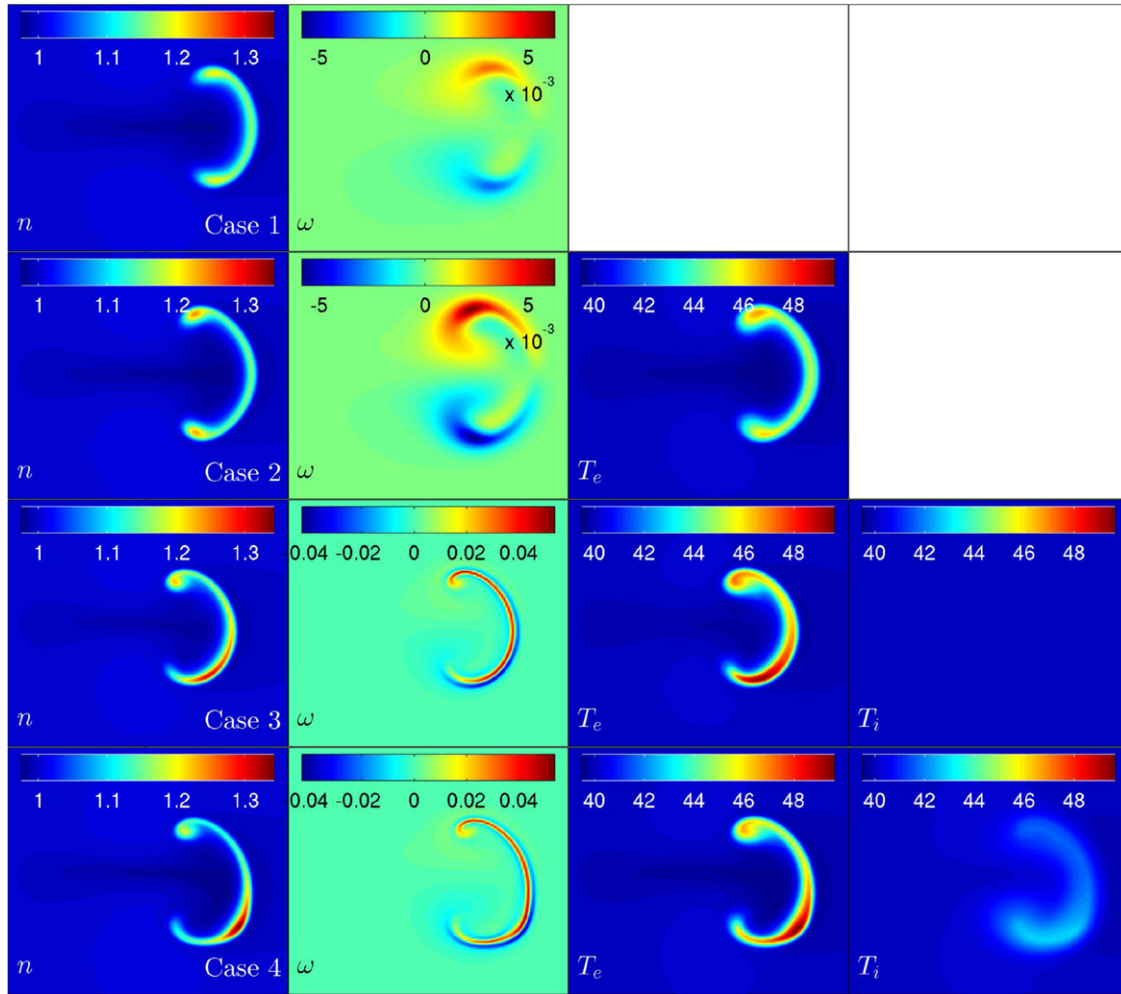 1 1.1 1.2 1.3
n Case 1
-5 0 5
x 10^-3
ω
1 1.1 1.2 1.3
n Case 2
-5 0 5
x 10^-3
ω
40 42 44 46 48
T_e
1 1.1 1.2 1.3
n Case 3
-0.04 -0.02 0 0.02 0.04
ω
40 42 44 46 48
T_e
40 42 44 46 48
T_i
1 1.1 1.2 1.3
n Case 4
-0.04 -0.02 0 0.02 0.04
ω
40 42 44 46 48
T_e
40 42 44 46 48
T_i